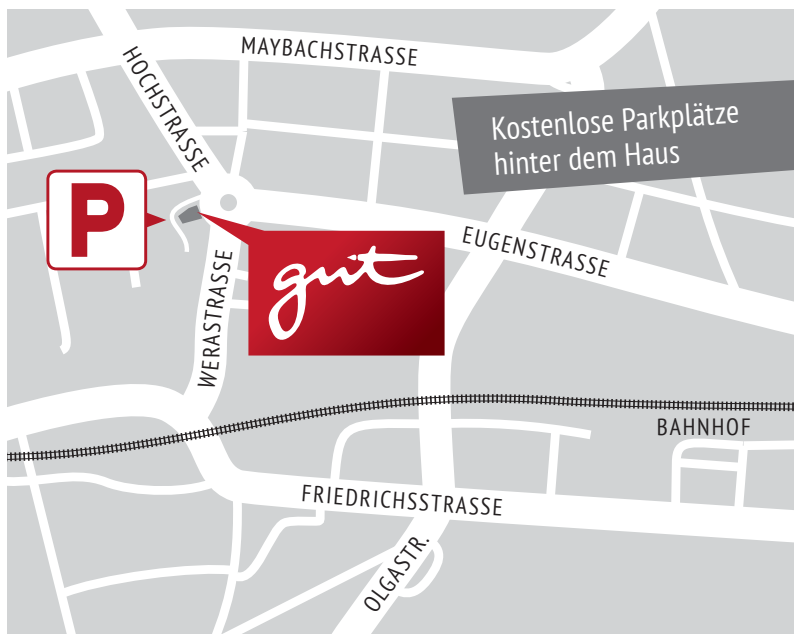 MAYBACHSTRASSE
HOCHSTRASSE
Kostenlose Parkplätze
hinter dem Haus
P
EUGENSTRASSE
gut
WERASTRASSE
BAHNHOF
FRIEDRICHSSTRASSE
OLGASTR.